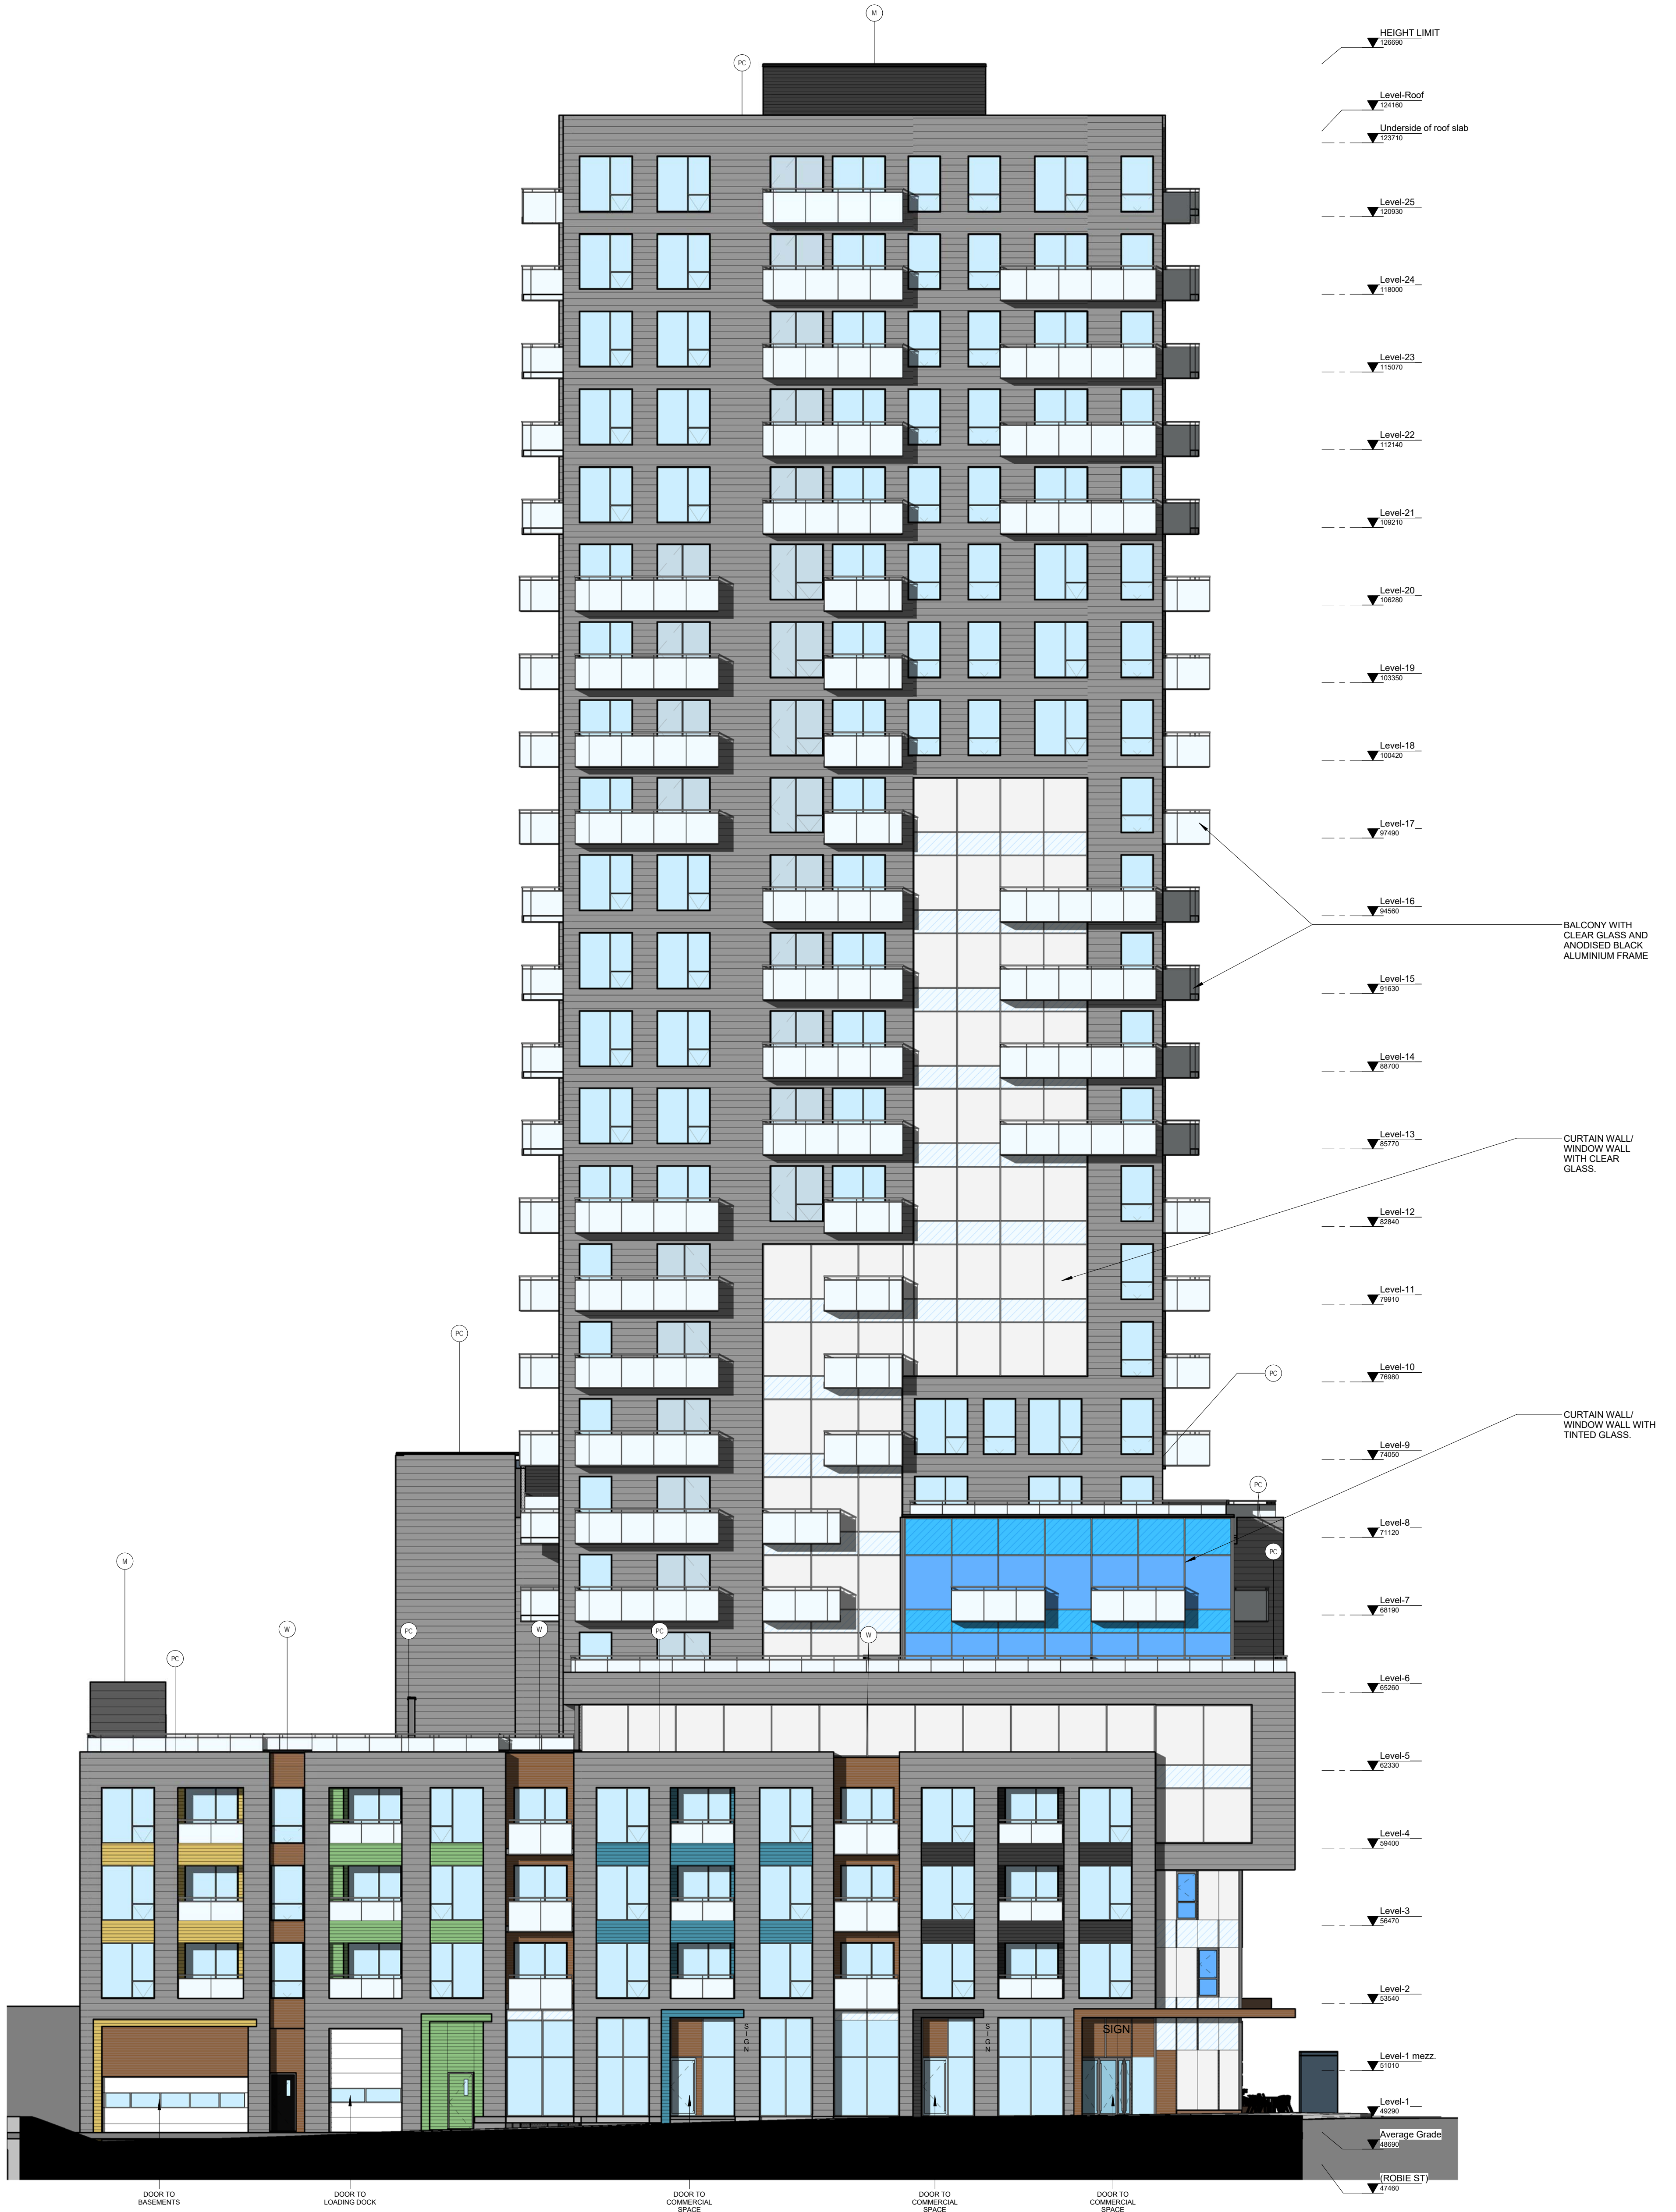 M
HEIGHT LIMIT
126690
PC
Level-Roof
124160
Underside of roof slab
123710
Level-25
120930
Level-24
118000
Level-23
115070
Level-22
112140
Level-21
109210
Level-20
106280
Level-19
103350
Level-18
100420
Level-17
97490
Level-16
94560
BALCONY WITH
CLEAR GLASS AND
ANODISED BLACK
ALUMINIUM FRAME
Level-15
91630
Level-14
88700
Level-13
85770
CURTAIN WALL/
WINDOW WALL
WITH CLEAR
GLASS.
Level-12
82840
Level-11
79910
PC
Level-10
76980
PC
CURTAIN WALL/
WINDOW WALL WITH
TINTED GLASS.
Level-9
74050
PC
Level-8
71120
PC
M
Level-7
68190
W
PC
W
PC
W
PC
Level-6
65260
Level-5
62330
Level-4
59400
Level-3
56470
Level-2
53540
SIGN
SIGN
SIGN
Level-1 mezz.
51010
Level-1
49290
Average Grade
48690
(ROBIE ST)
47460
DOOR TO
BASEMENTS
DOOR TO
LOADING DOCK
DOOR TO
COMMERCIAL
SPACE
DOOR TO
COMMERCIAL
SPACE
DOOR TO
COMMERCIAL
SPACE